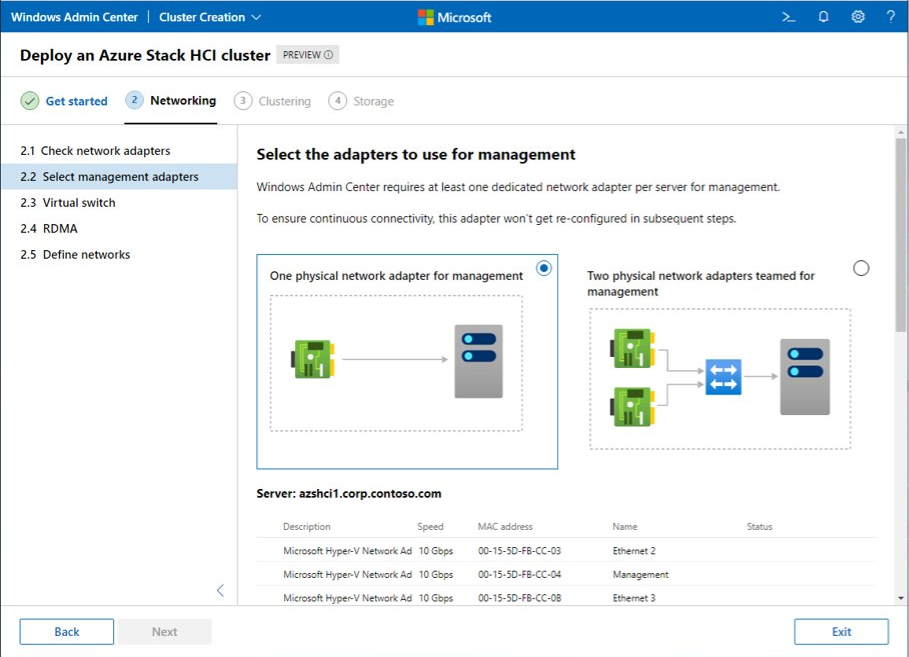 Windows Admin Center | Cluster Creation
Microsoft
?
Deploy an Azure Stack HCI cluster PREVIEW
Get started
2 Networking
3 Clustering
4 Storage
2.1 Check network adapters
2.2 Select management adapters
2.3 Virtual switch
2.4 RDMA
2.5 Define networks
Select the adapters to use for management
Windows Admin Center requires at least one dedicated network adapter per server for management.
To ensure continuous connectivity, this adapter won't get re-configured in subsequent steps.
One physical network adapter for management
Two physical network adapters teamed for
management
Server: azshci1.corp.contoso.com
Description Speed MAC address Name Status
Microsoft Hyper-V Network Ad 10 Gbps 00-15-5D-FB-CC-03 Ethernet 2
Microsoft Hyper-V Network Ad 10 Gbps 00-15-5D-FB-CC-04 Management
Microsoft Hyper-V Network Ad 10 Gbps 00-15-5D-FB-CC-0B Ethernet 3
Back
Next
Exit